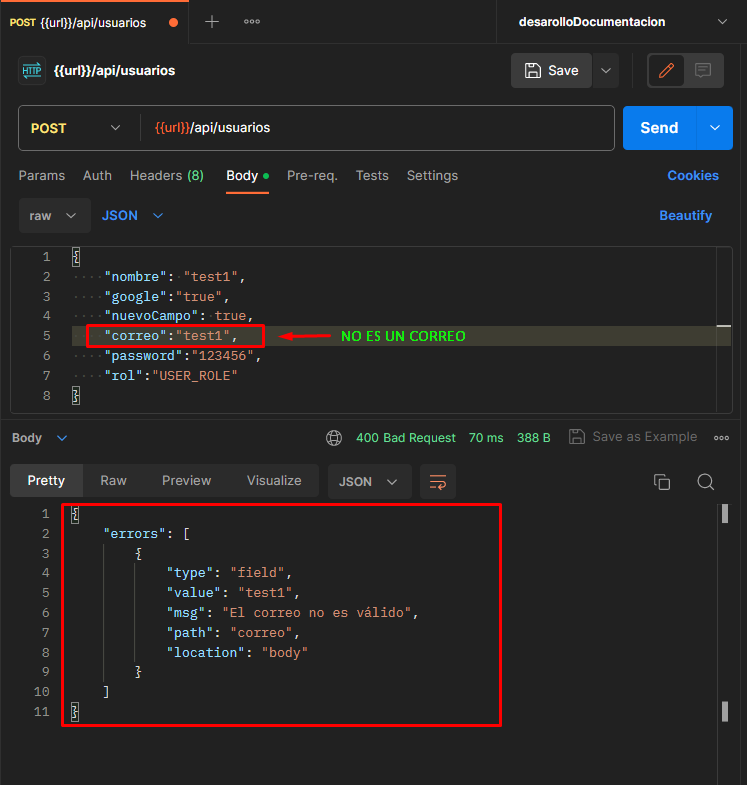 POST {{url}}/api/usuarios
desarolloDocumentacion
HTTP {{url}}/api/usuarios
Save
POST
{{url}}/api/usuarios
Send
Params Auth Headers (8) Body Pre-req. Tests Settings Cookies
raw JSON Beautify
1 {
2 "nombre": "test1",
3 "google":"true",
4 "nuevoCampo": true,
5 "correo":"test1", NO ES UN CORREO
6 "password":"123456",
7 "rol":"USER_ROLE"
8 }
Body 400 Bad Request 70 ms 388 B Save as Example
Pretty Raw Preview Visualize JSON
1 {
2 "errors": [
3 {
4 "type": "field",
5 "value": "test1",
6 "msg": "El correo no es válido",
7 "path": "correo",
8 "location": "body"
9 }
10 ]
11 }